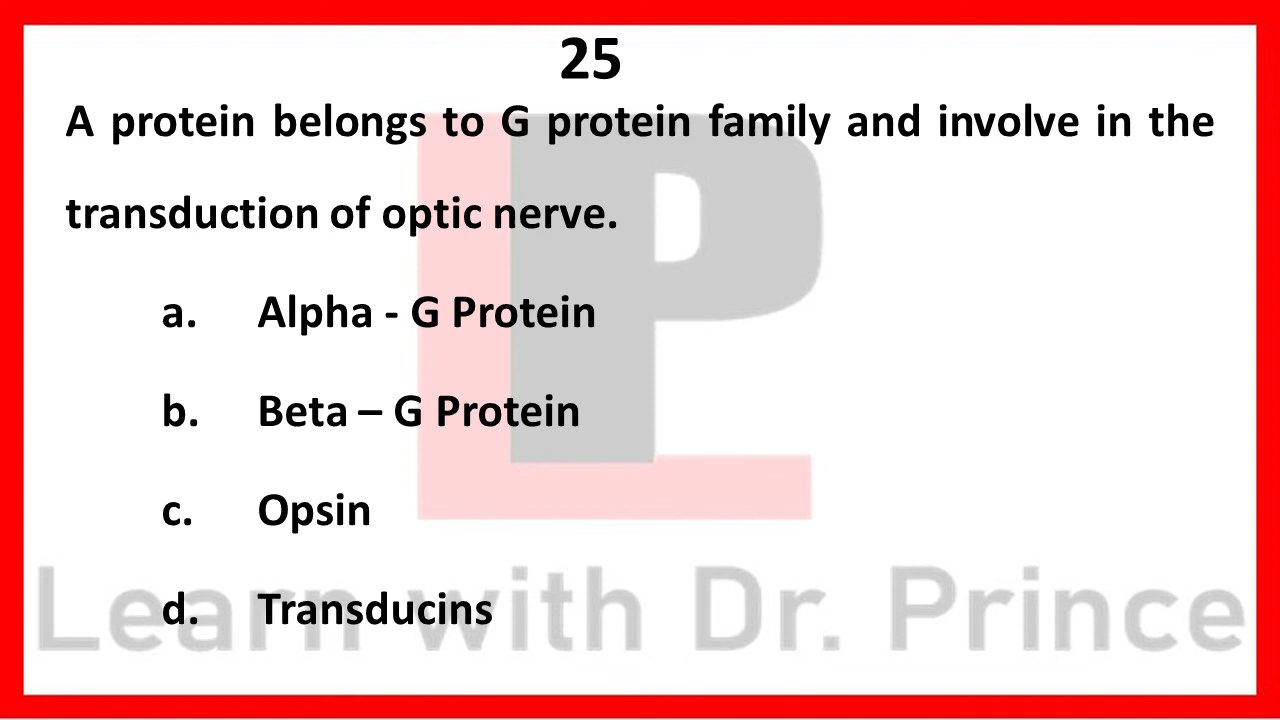 25
A protein belongs to G protein family and involve in the
transduction of optic nerve.
a. Alpha - G Protein
b. Beta – G Protein
c. Opsin
d. Transducins
LP
Learn with Dr. Prince